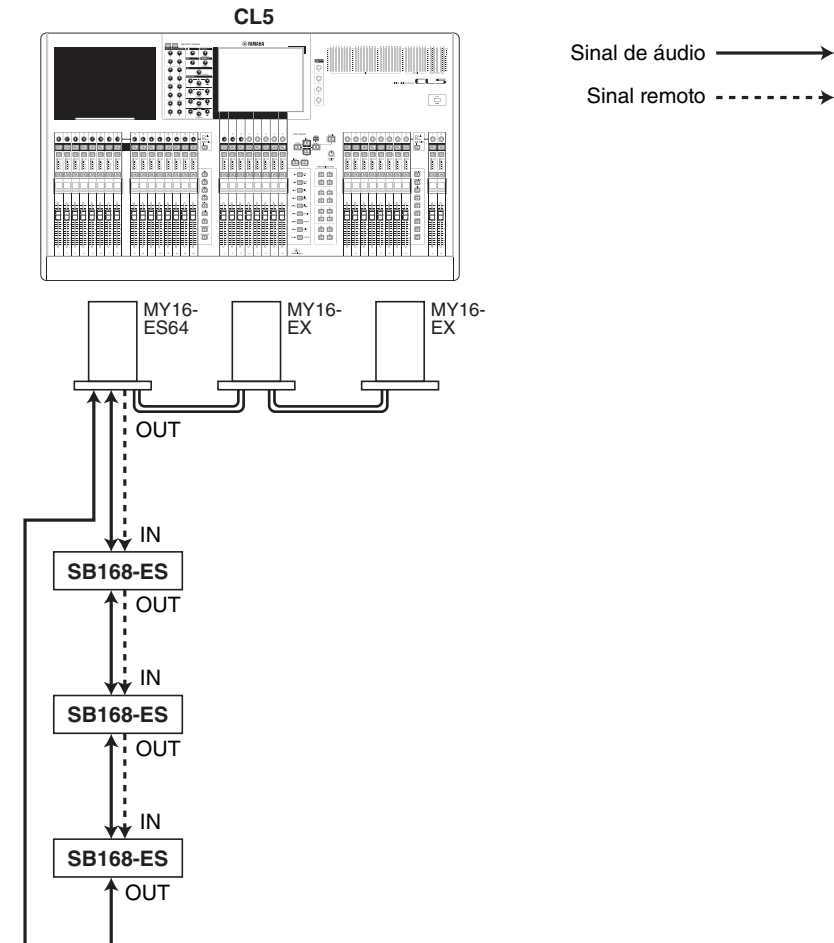 CL5
YAMAHA
Sinal de áudio
Sinal remoto
MY16-
ES64
MY16-
EX
MY16-
EX
OUT
IN
SB168-ES
OUT
IN
SB168-ES
OUT
IN
SB168-ES
OUT